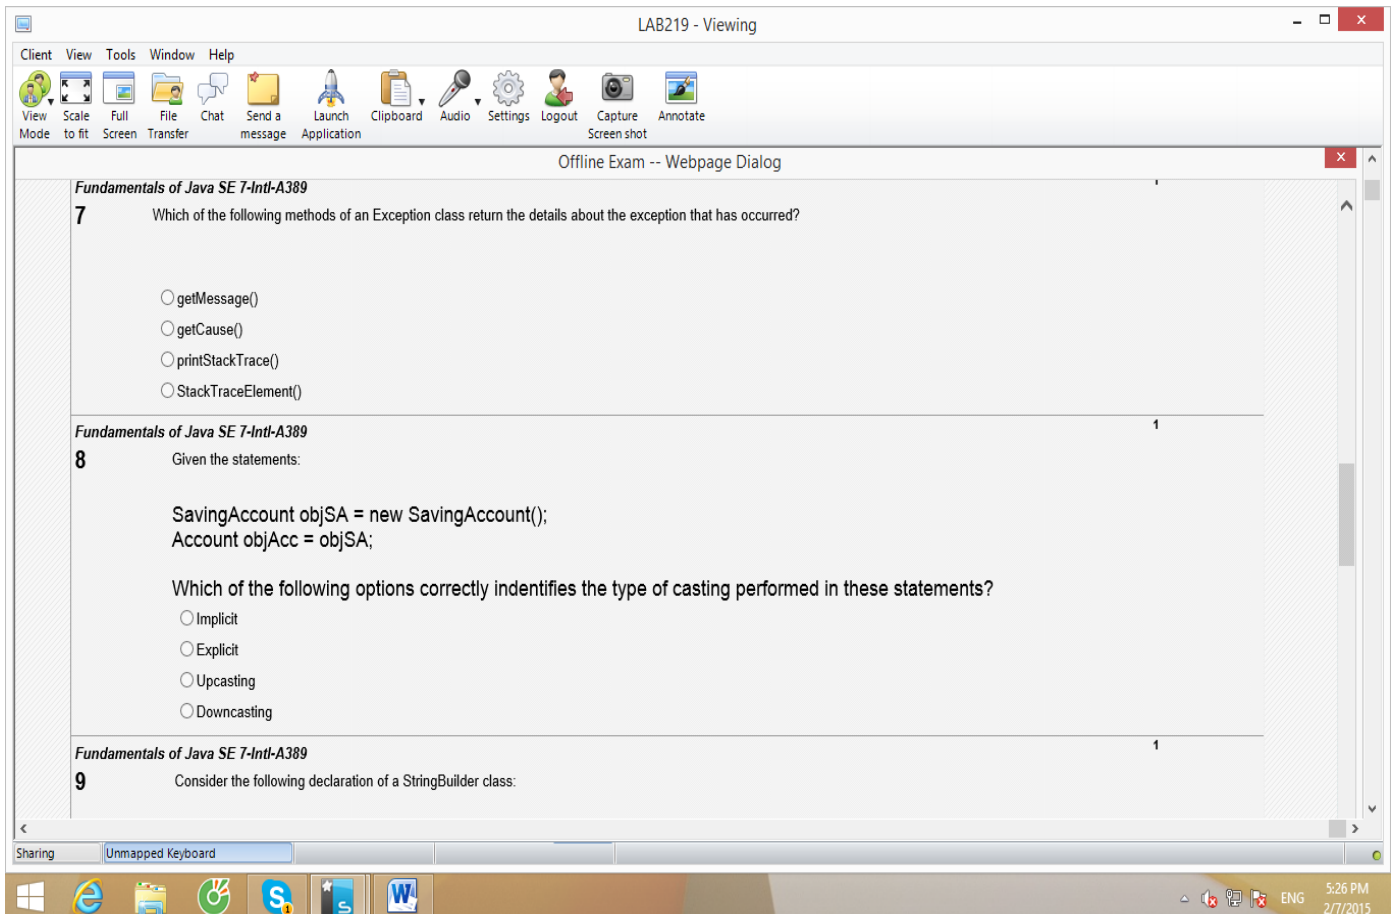 LAB219 - Viewing
Client View Tools Window Help
View Mode
Scale to fit
Full Screen
File Transfer
Chat
Send a message
Launch Application
Clipboard
Audio
Settings
Logout
Capture Screen shot
Annotate
Offline Exam -- Webpage Dialog
Fundamentals of Java SE 7-Intl-A389
7 Which of the following methods of an Exception class return the details about the exception that has occurred?
getMessage()
getCause()
printStackTrace()
StackTraceElement()
Fundamentals of Java SE 7-Intl-A389 1
8 Given the statements:
SavingAccount objSA = new SavingAccount();
Account objAcc = objSA;
Which of the following options correctly indentifies the type of casting performed in these statements?
Implicit
Explicit
Upcasting
Downcasting
Fundamentals of Java SE 7-Intl-A389 1
9 Consider the following declaration of a StringBuilder class:
Sharing Unmapped Keyboard
ENG 5:26 PM
2/7/2015